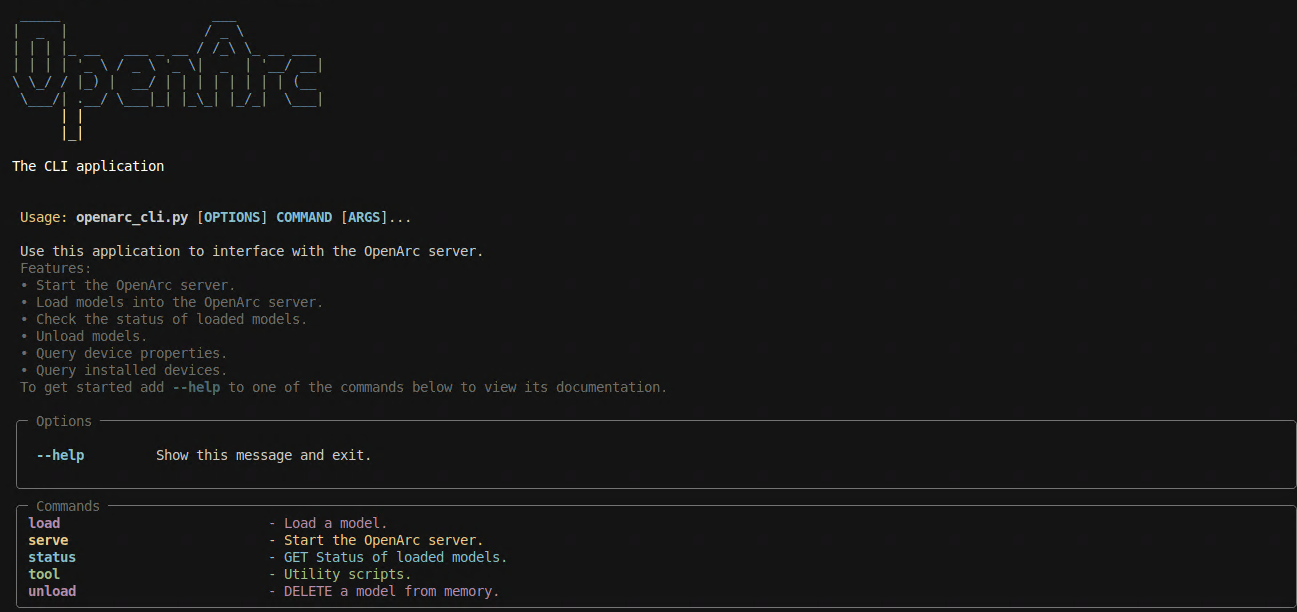 OpenArc
The CLI application
Usage: openarc_cli.py [OPTIONS] COMMAND [ARGS]...
Use this application to interface with the OpenArc server.
Features:
• Start the OpenArc server.
• Load models into the OpenArc server.
• Check the status of loaded models.
• Unload models.
• Query device properties.
• Query installed devices.
To get started add --help to one of the commands below to view its documentation.
Options
--help Show this message and exit.
Commands
load - Load a model.
serve - Start the OpenArc server.
status - GET Status of loaded models.
tool - Utility scripts.
unload - DELETE a model from memory.